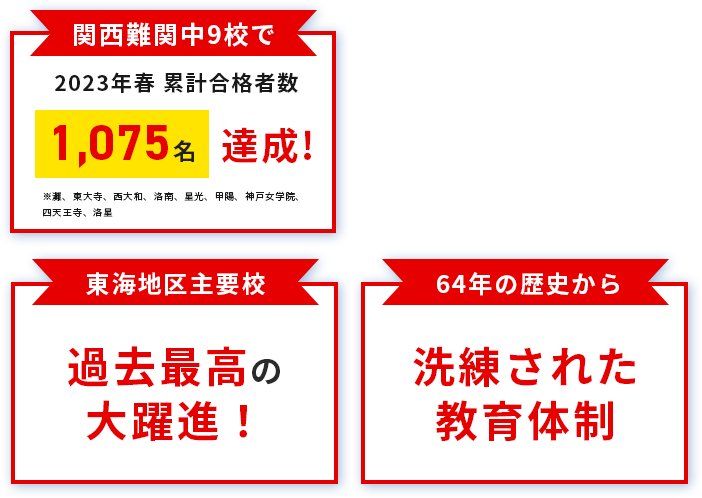 関西難関中9校で
2023年春 累計合格者数
1,075名 達成!
※灘、東大寺、西大和、洛南、星光、甲陽、神戸女学院、
四天王寺、洛星
東海地区主要校
過去最高の
大躍進！
64年の歴史から
洗練された
教育体制